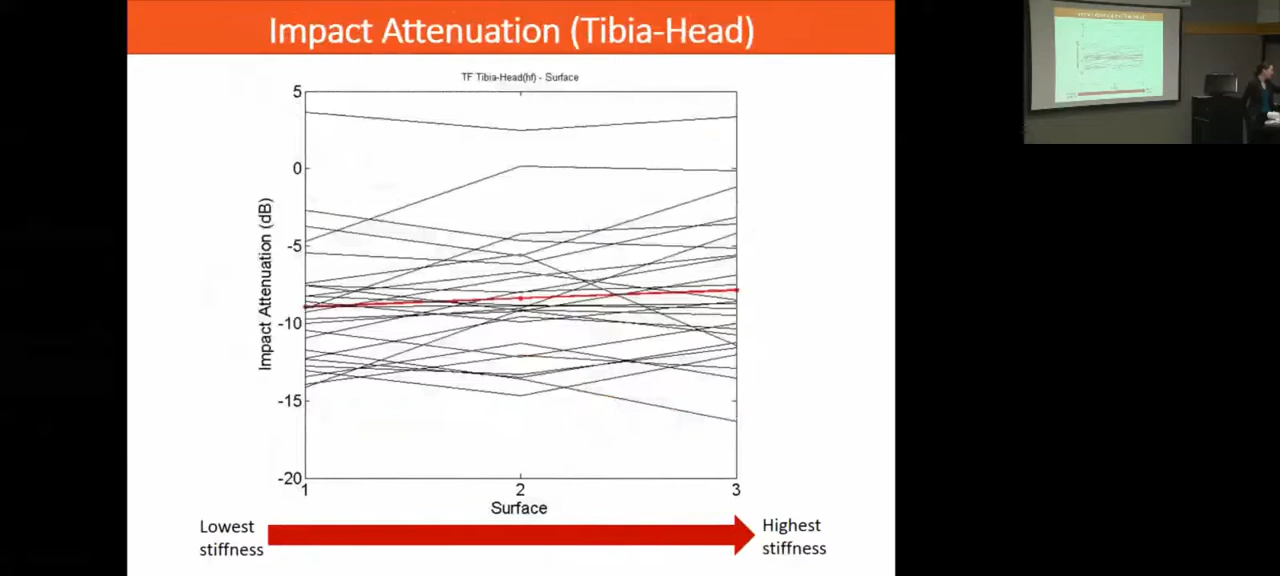 Impact Attenuation (Tibia-Head)
TF Tibia-Head(hf) - Surface
5
0
-5
-10
-15
-20
Impact Attenuation (dB)
1
2
3
Surface
Lowest
stiffness
Highest
stiffness